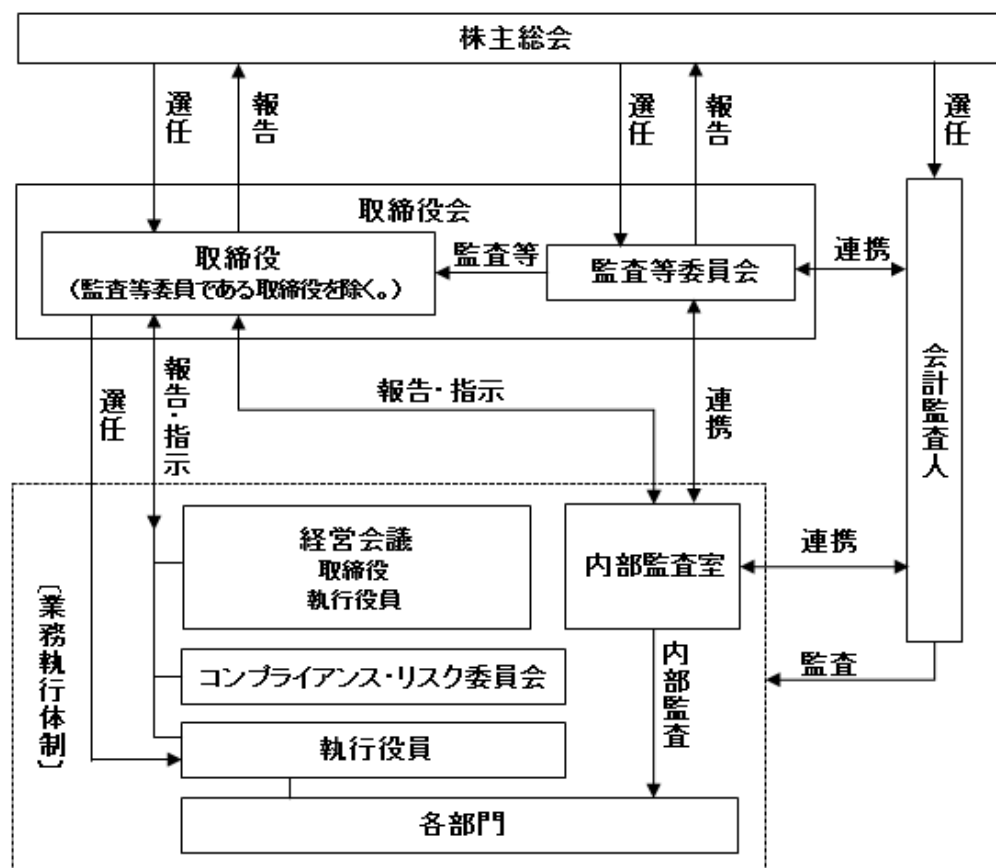 株主総会
選任
報告
選任
報告
選任
取締役会
取締役
（監査等委員である取締役を除く。）
監査等
監査等委員会
連携
会計監査人
選任
報告・指示
報告・指示
連携
〔業務執行体制〕
経営会議
取締役
執行役員
内部監査室
連携
コンプライアンス・リスク委員会
内部監査
監査
執行役員
各部門